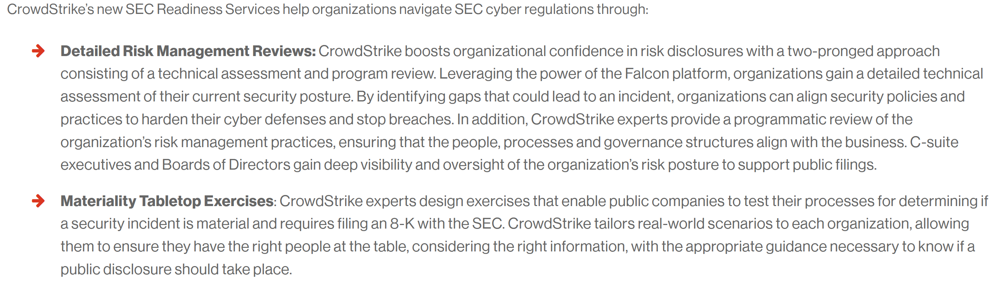 CrowdStrike’s new SEC Readiness Services help organizations navigate SEC cyber regulations through:
Detailed Risk Management Reviews: CrowdStrike boosts organizational confidence in risk disclosures with a two-pronged approach
consisting of a technical assessment and program review. Leveraging the power of the Falcon platform, organizations gain a detailed technical
assessment of their current security posture. By identifying gaps that could lead to an incident, organizations can align security policies and
practices to harden their cyber defenses and stop breaches. In addition, CrowdStrike experts provide a programmatic review of the
organization’s risk management practices, ensuring that the people, processes and governance structures align with the business. C-suite
executives and Boards of Directors gain deep visibility and oversight of the organization’s risk posture to support public filings.
Materiality Tabletop Exercises: CrowdStrike experts design exercises that enable public companies to test their processes for determining if
a security incident is material and requires filing an 8-K with the SEC. CrowdStrike tailors real-world scenarios to each organization, allowing
them to ensure they have the right people at the table, considering the right information, with the appropriate guidance necessary to know if a
public disclosure should take place.